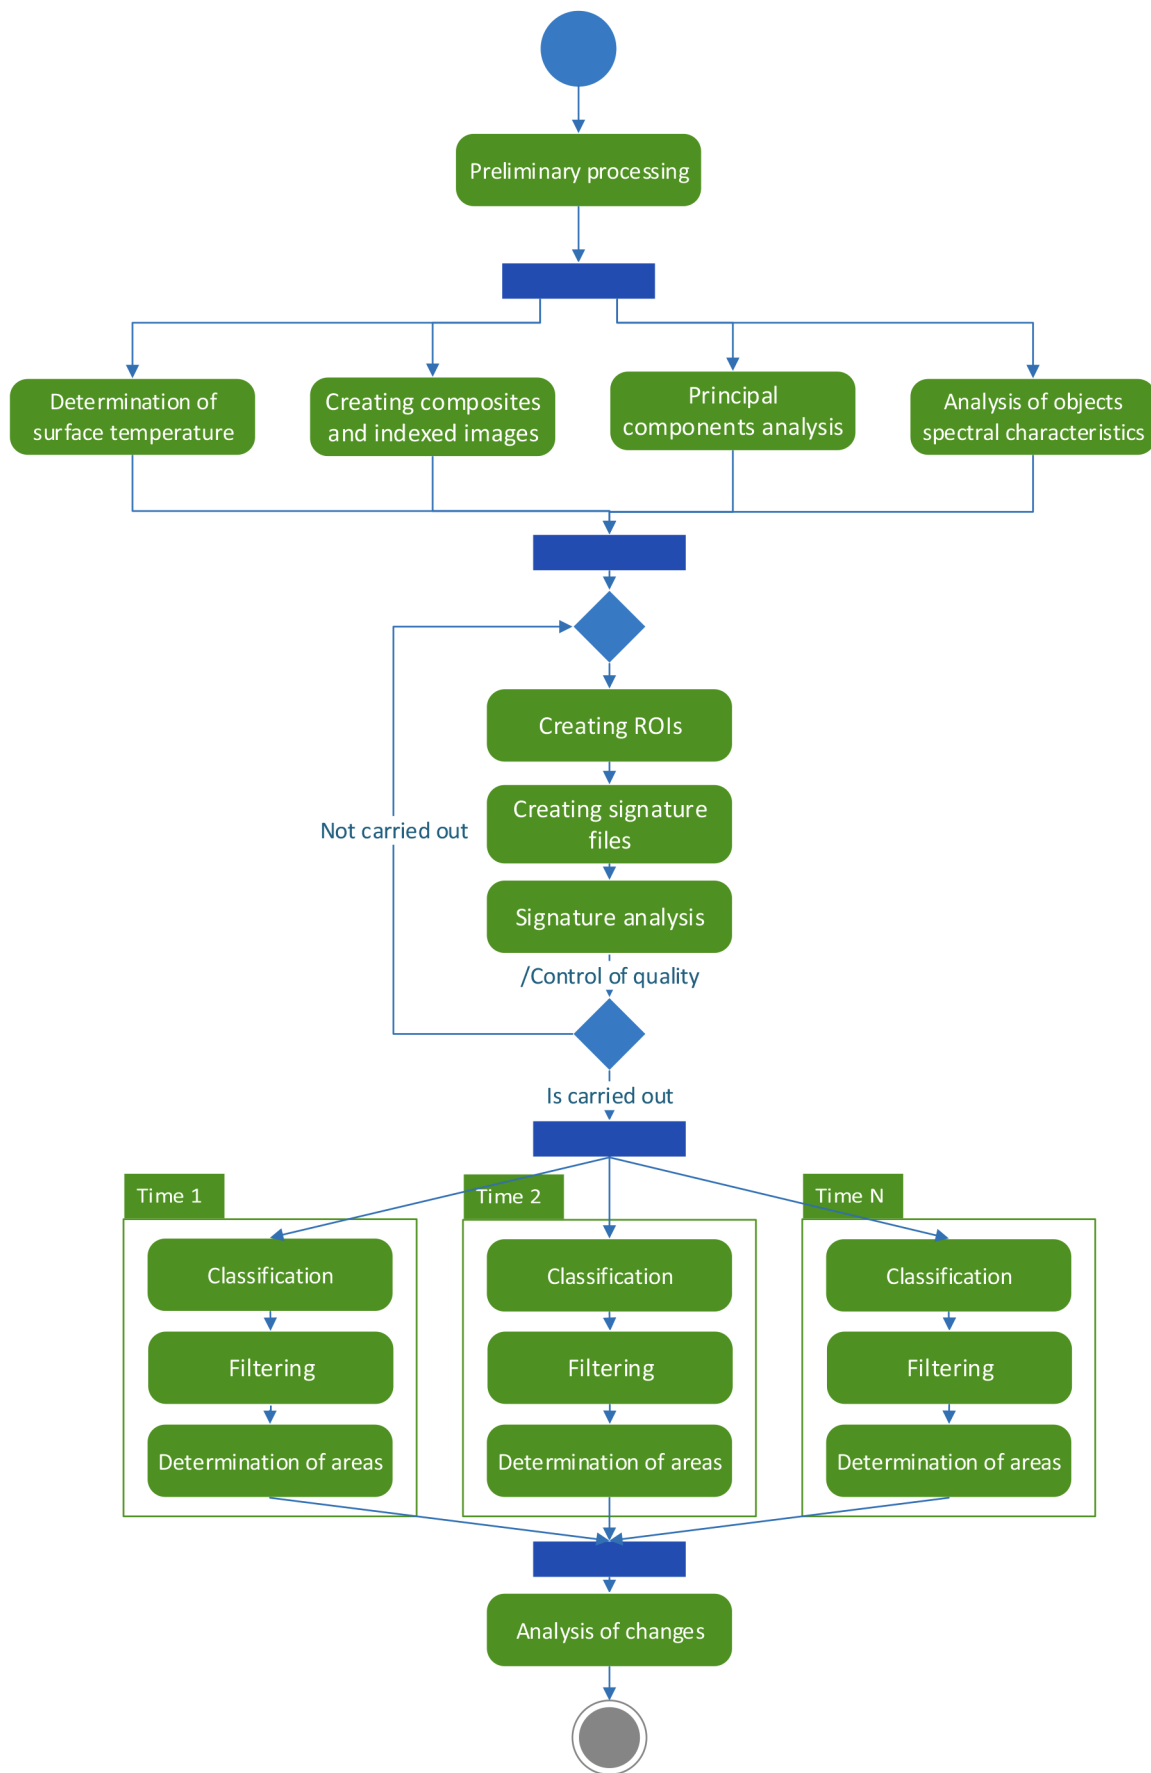 Preliminary processing
Determination of
surface temperature
Creating composites
and indexed images
Principal
components analysis
Analysis of objects
spectral characteristics
Creating ROIs
Creating signature
files
Not carried out
Signature analysis
/Control of quality
Is carried out
Time 1
Time 2
Time N
Classification
Classification
Classification
Filtering
Filtering
Filtering
Determination of areas
Determination of areas
Determination of areas
Analysis of changes